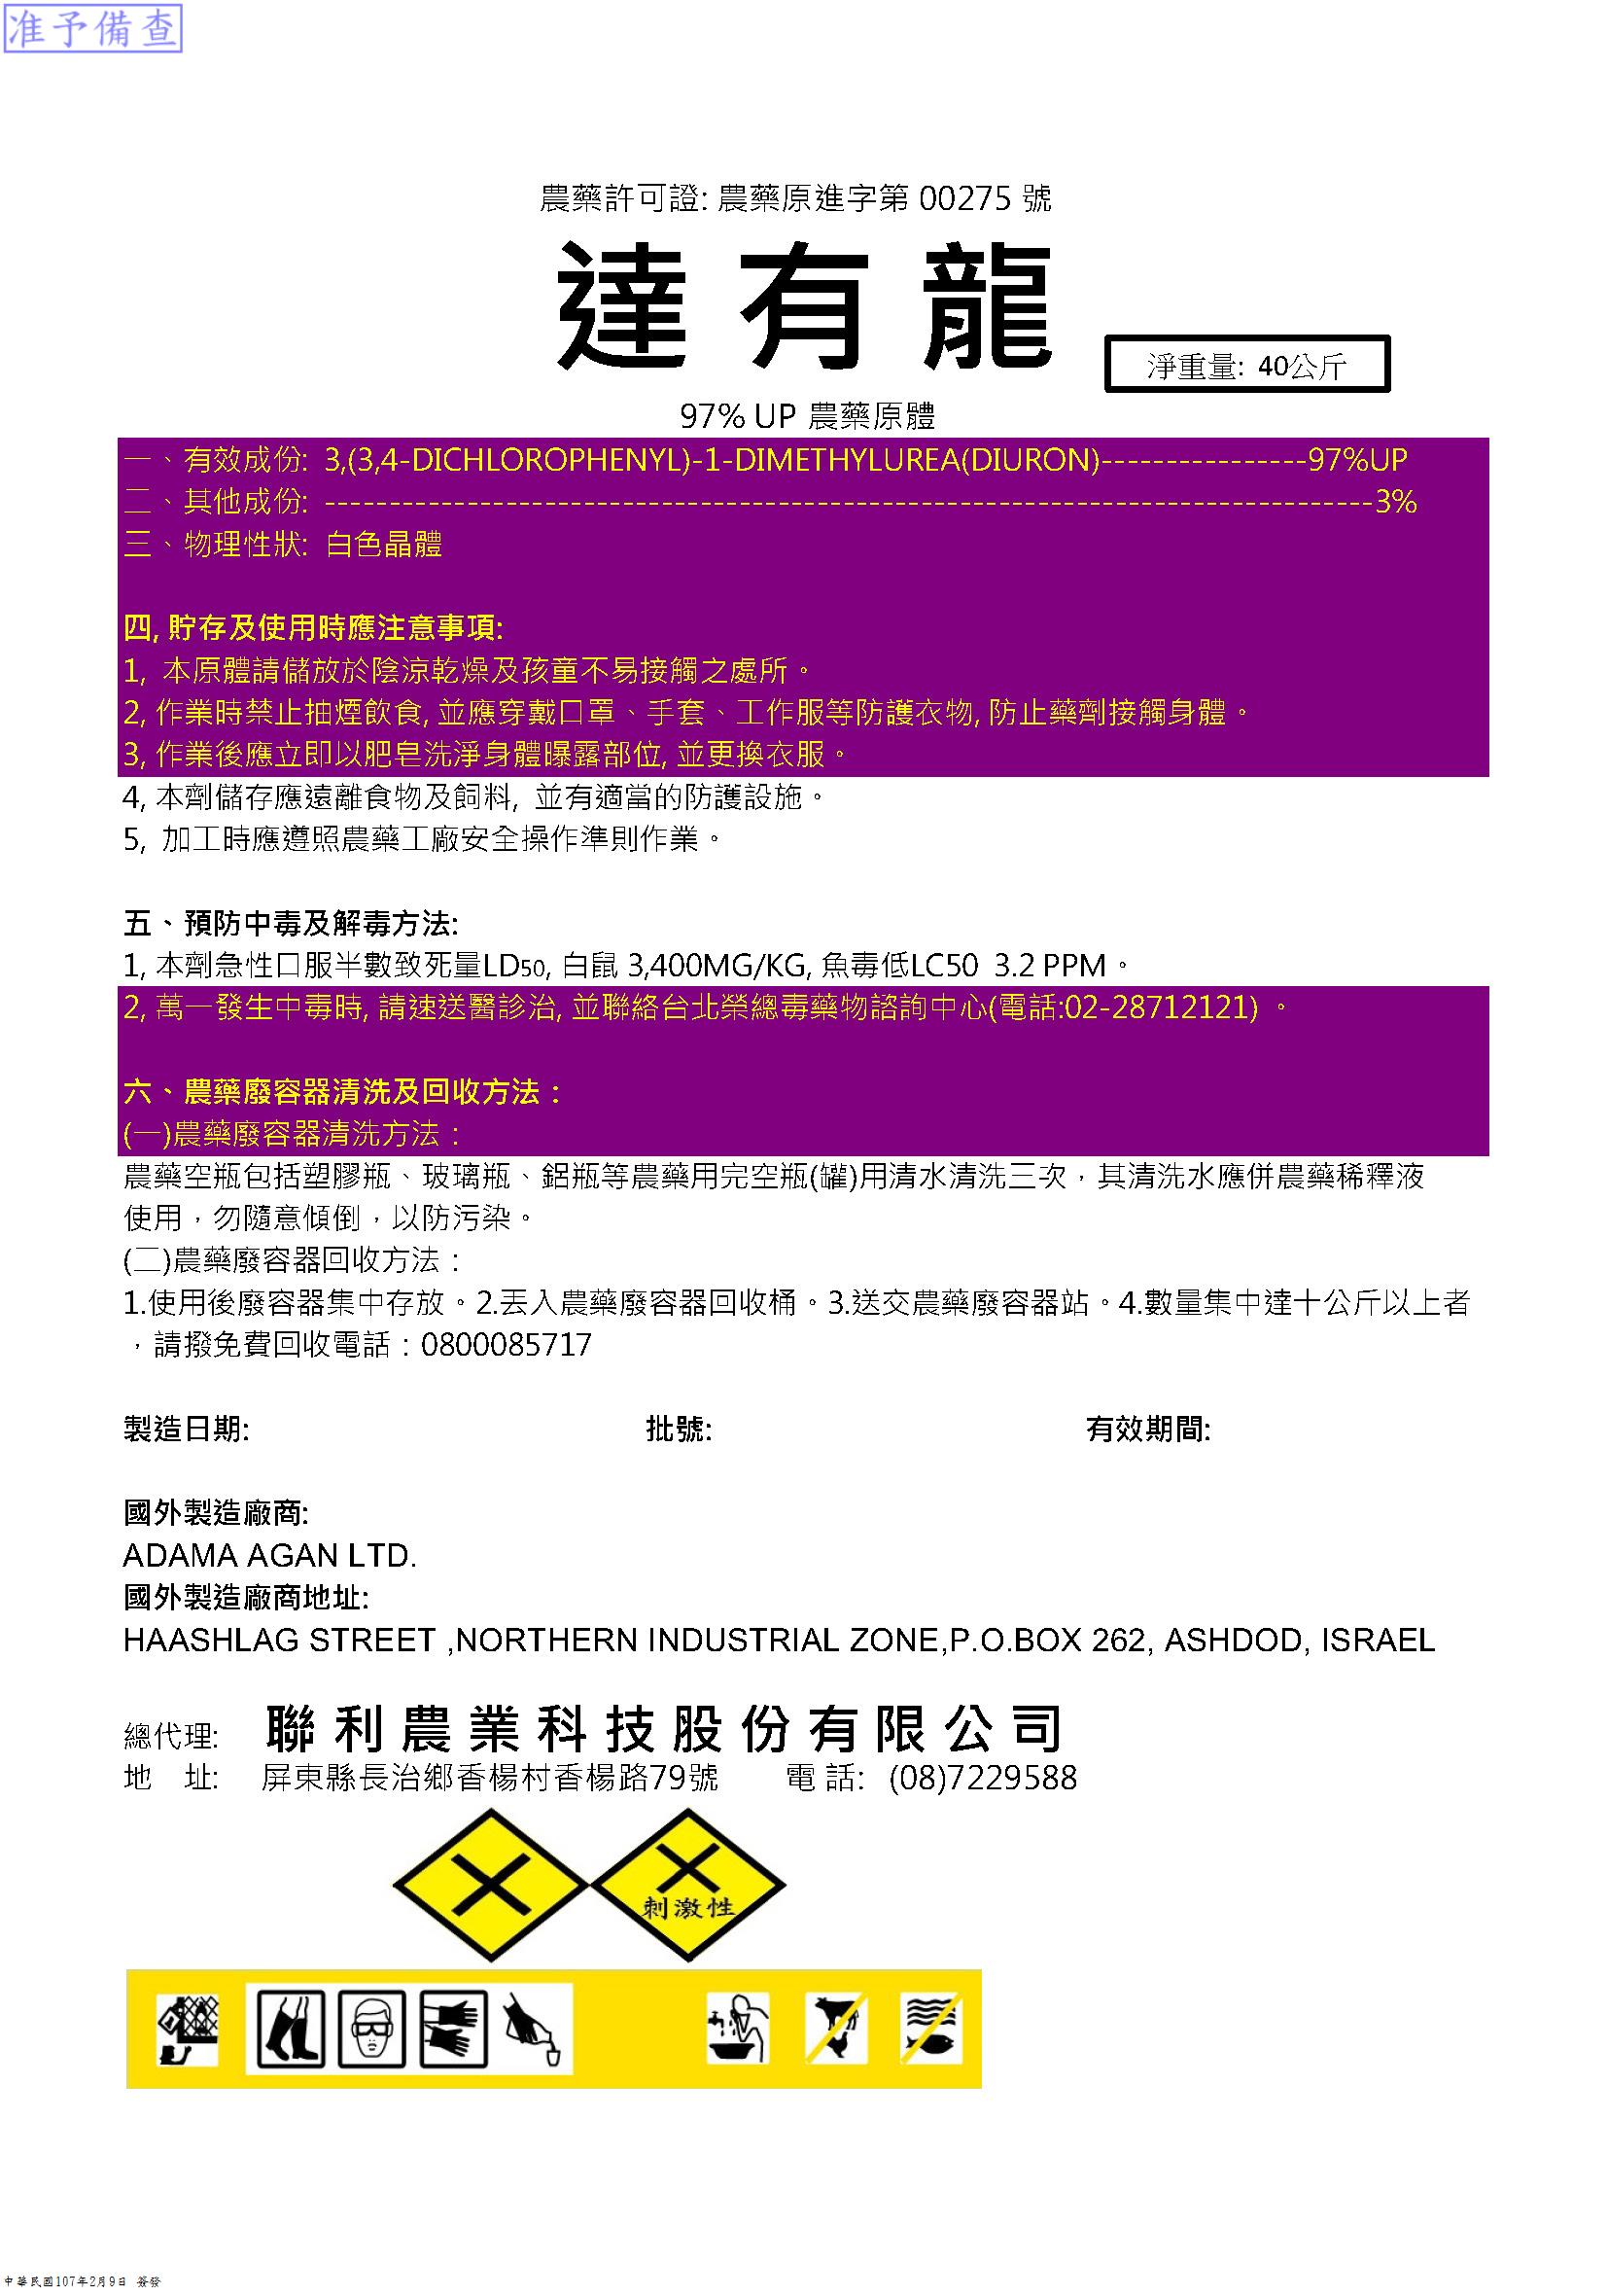 准予備查
農藥許可證: 農藥原進字第 00275 號
達有龍
淨重量: 40公斤
97% UP 農藥原體
一、有效成份: 3,(3,4-DICHLOROPHENYL)-1-DIMETHYLUREA(DIURON)----------------97%UP
二、其他成份: ----------------------------------------------------------------------------------3%
三、物理性狀: 白色晶體
四, 貯存及使用時應注意事項:
1, 本原體請儲放於陰涼乾燥及孩童不易接觸之處所。
2, 作業時禁止抽煙飲食, 並應穿戴口罩、手套、工作服等防護衣物, 防止藥劑接觸身體。
3, 作業後應立即以肥皂洗淨身體曝露部位, 並更換衣服。
4, 本劑儲存應遠離食物及飼料, 並有適當的防護設施。
5, 加工時應遵照農藥工廠安全操作準則作業。
五、預防中毒及解毒方法:
1, 本劑急性口服半數致死量LD50, 白鼠 3,400MG/KG, 魚毒低LC50 3.2 PPM。
2, 萬一發生中毒時, 請速送醫診治, 並聯絡台北榮總毒藥物諮詢中心(電話:02-28712121) 。
六、農藥廢容器清洗及回收方法：
(一)農藥廢容器清洗方法：
農藥空瓶包括塑膠瓶、玻璃瓶、鋁瓶等農藥用完空瓶(罐)用清水清洗三次，其清洗水應併農藥稀釋液
使用，勿隨意傾倒，以防污染。
(二)農藥廢容器回收方法：
1.使用後廢容器集中存放。2.丟入農藥廢容器回收桶。3.送交農藥廢容器站。4.數量集中達十公斤以上者
，請撥免費回收電話：0800085717
製造日期: 批號: 有效期間:
國外製造廠商:
ADAMA AGAN LTD.
國外製造廠商地址:
HAASHLAG STREET ,NORTHERN INDUSTRIAL ZONE,P.O.BOX 262, ASHDOD, ISRAEL
總代理: 聯利農業科技股份有限公司
地 址: 屏東縣長治鄉香楊村香楊路79號 電 話: (08)7229588
刺激性
中華民國107年2月9日 簽發